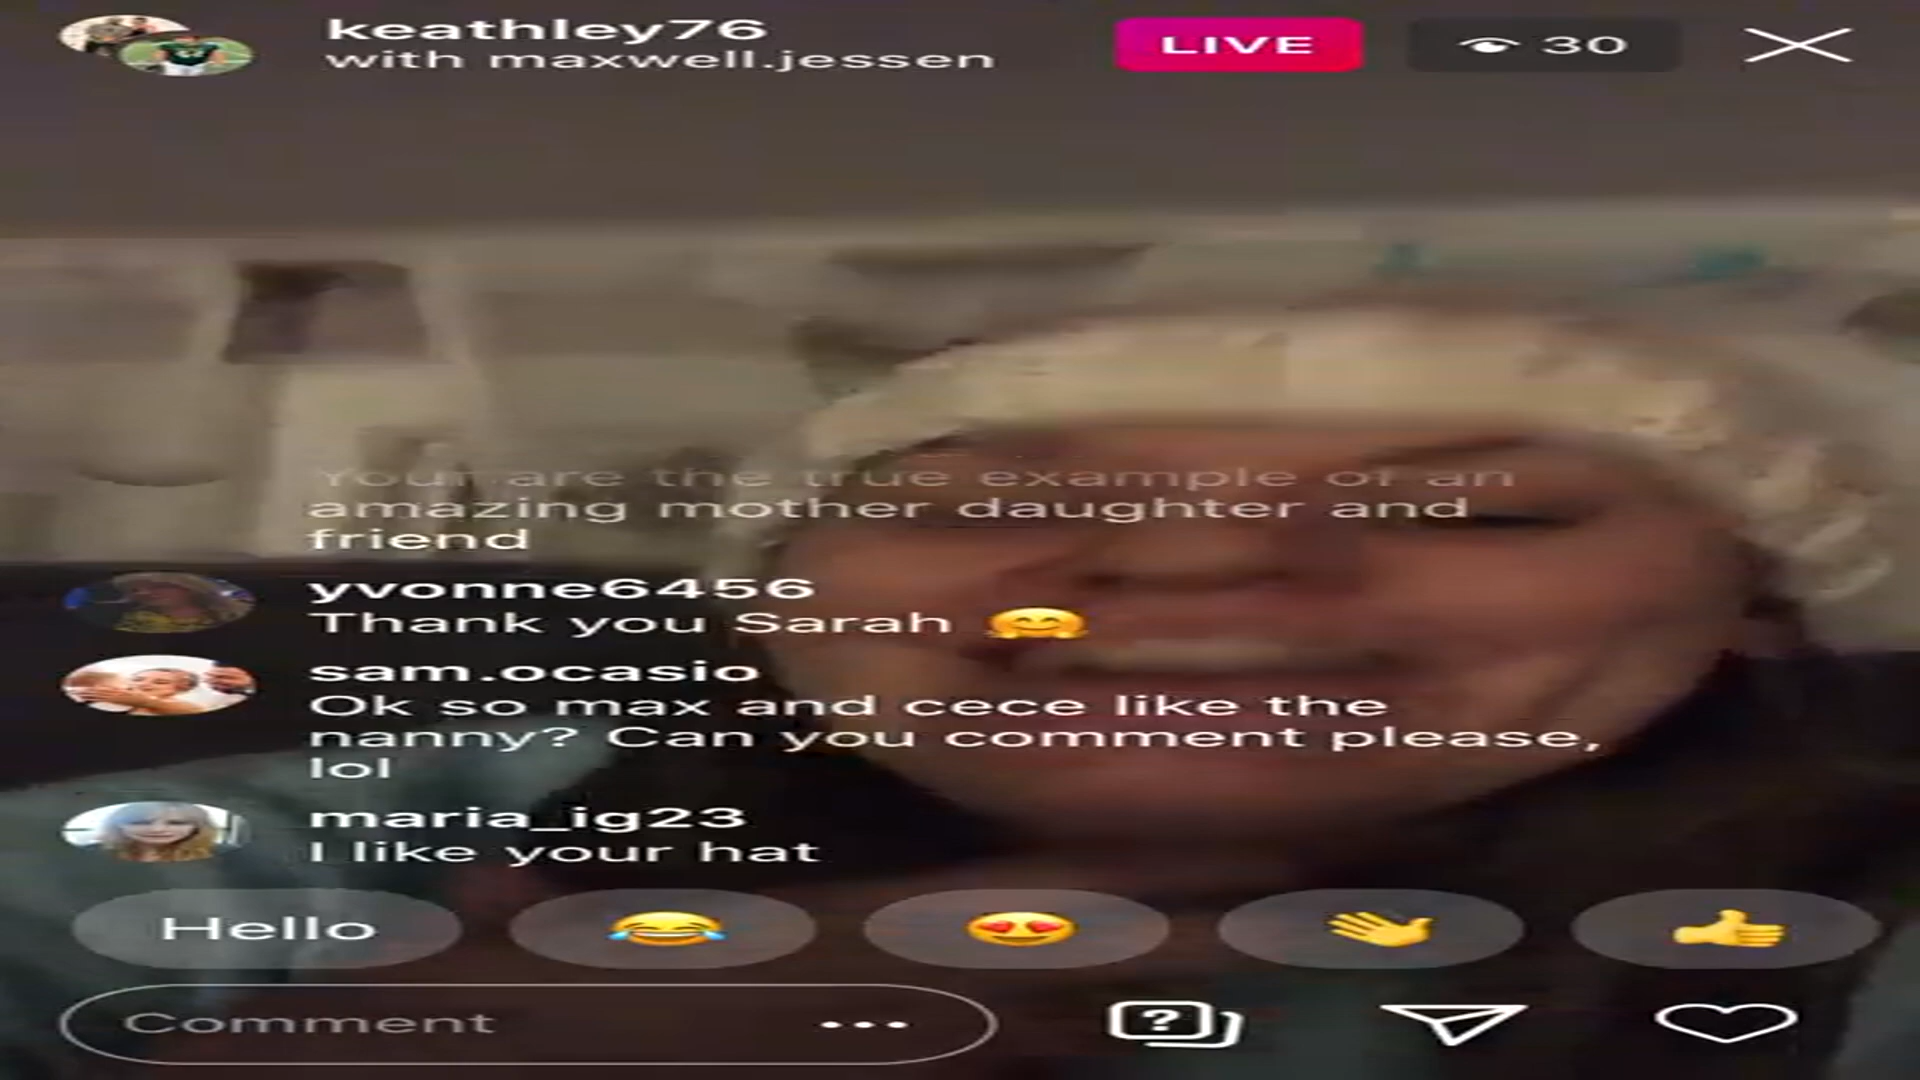 keathley76
with maxwell.jessen
LIVE
30
Your are the true example of an
amazing mother daughter and
friend
yvonne6456
Thank you Sarah 🤗
sam.ocasio
Ok so max and cece like the
nanny? Can you comment please,
lol
maria_ig23
I like your hat
Hello 😂 😍 👋 👍
Comment
?